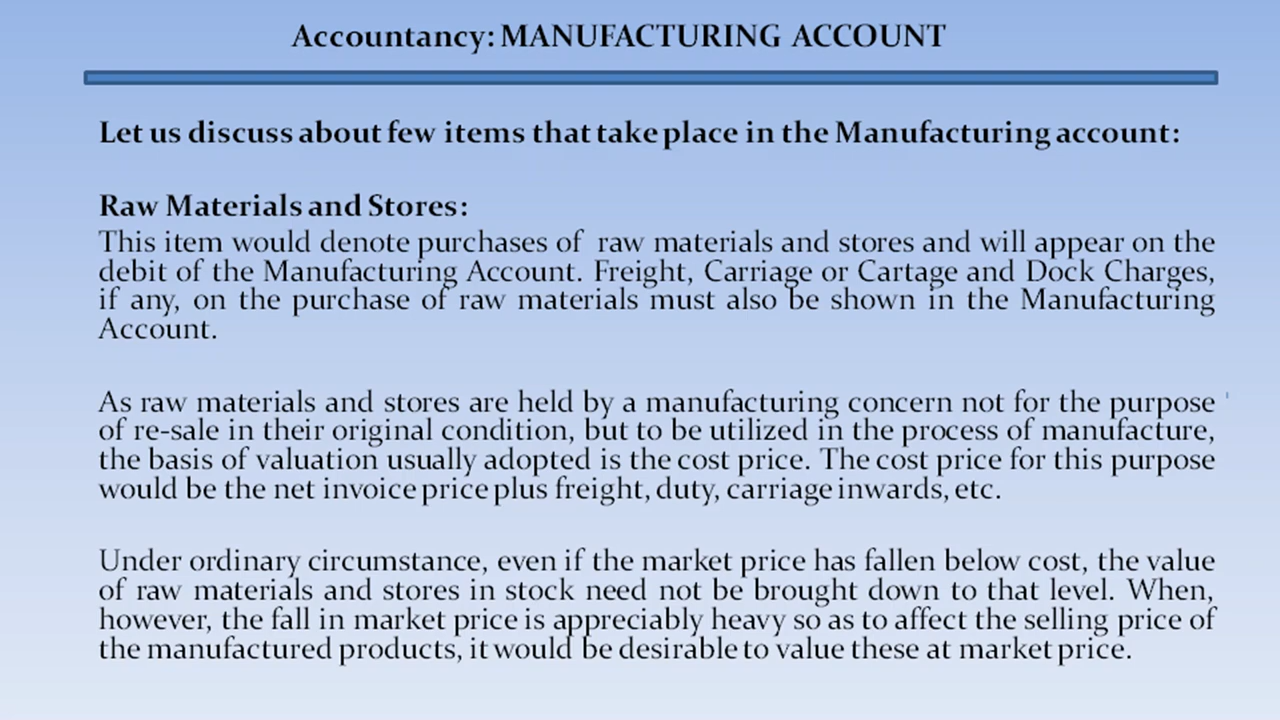 Accountancy: MANUFACTURING ACCOUNT
Let us discuss about few items that take place in the Manufacturing account:
Raw Materials and Stores:
This item would denote purchases of raw materials and stores and will appear on the
debit of the Manufacturing Account. Freight, Carriage or Cartage and Dock Charges,
if any, on the purchase of raw materials must also be shown in the Manufacturing
Account.
As raw materials and stores are held by a manufacturing concern not for the purpose
of re-sale in their original condition, but to be utilized in the process of manufacture,
the basis of valuation usually adopted is the cost price. The cost price for this purpose
would be the net invoice price plus freight, duty, carriage inwards, etc.
Under ordinary circumstance, even if the market price has fallen below cost, the value
of raw materials and stores in stock need not be brought down to that level. When,
however, the fall in market price is appreciably heavy so as to affect the selling price of
the manufactured products, it would be desirable to value these at market price.